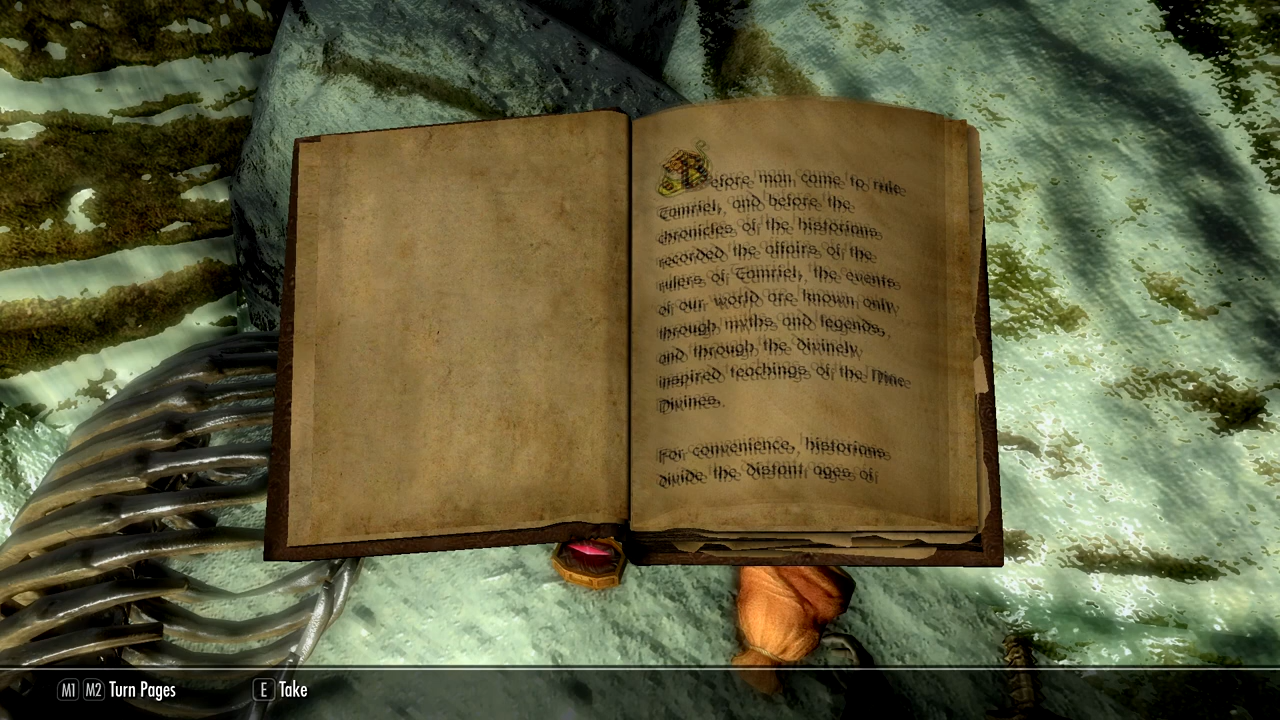 Before man came to rule
Tamriel, and before the
chronicles of the historians
recorded the affairs of the
rulers of Tamriel, the events
of our world are known only
through myths and legends,
and through the divinely
inspired teachings of the Nine
Divines.
For convenience, historians
divide the distant ages of
M1 M2 Turn Pages
E Take